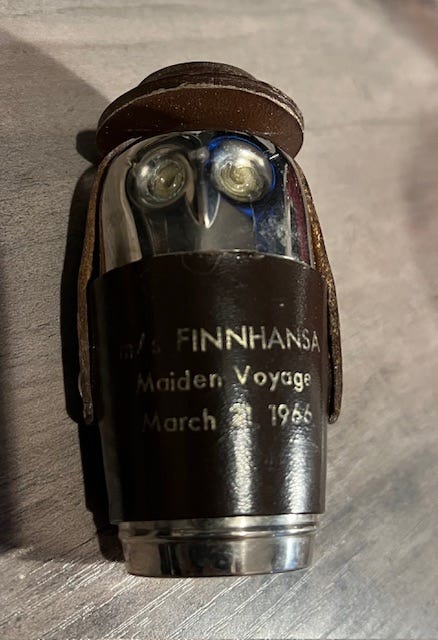 m/s FINNHANSA
Maiden Voyage
March 1966